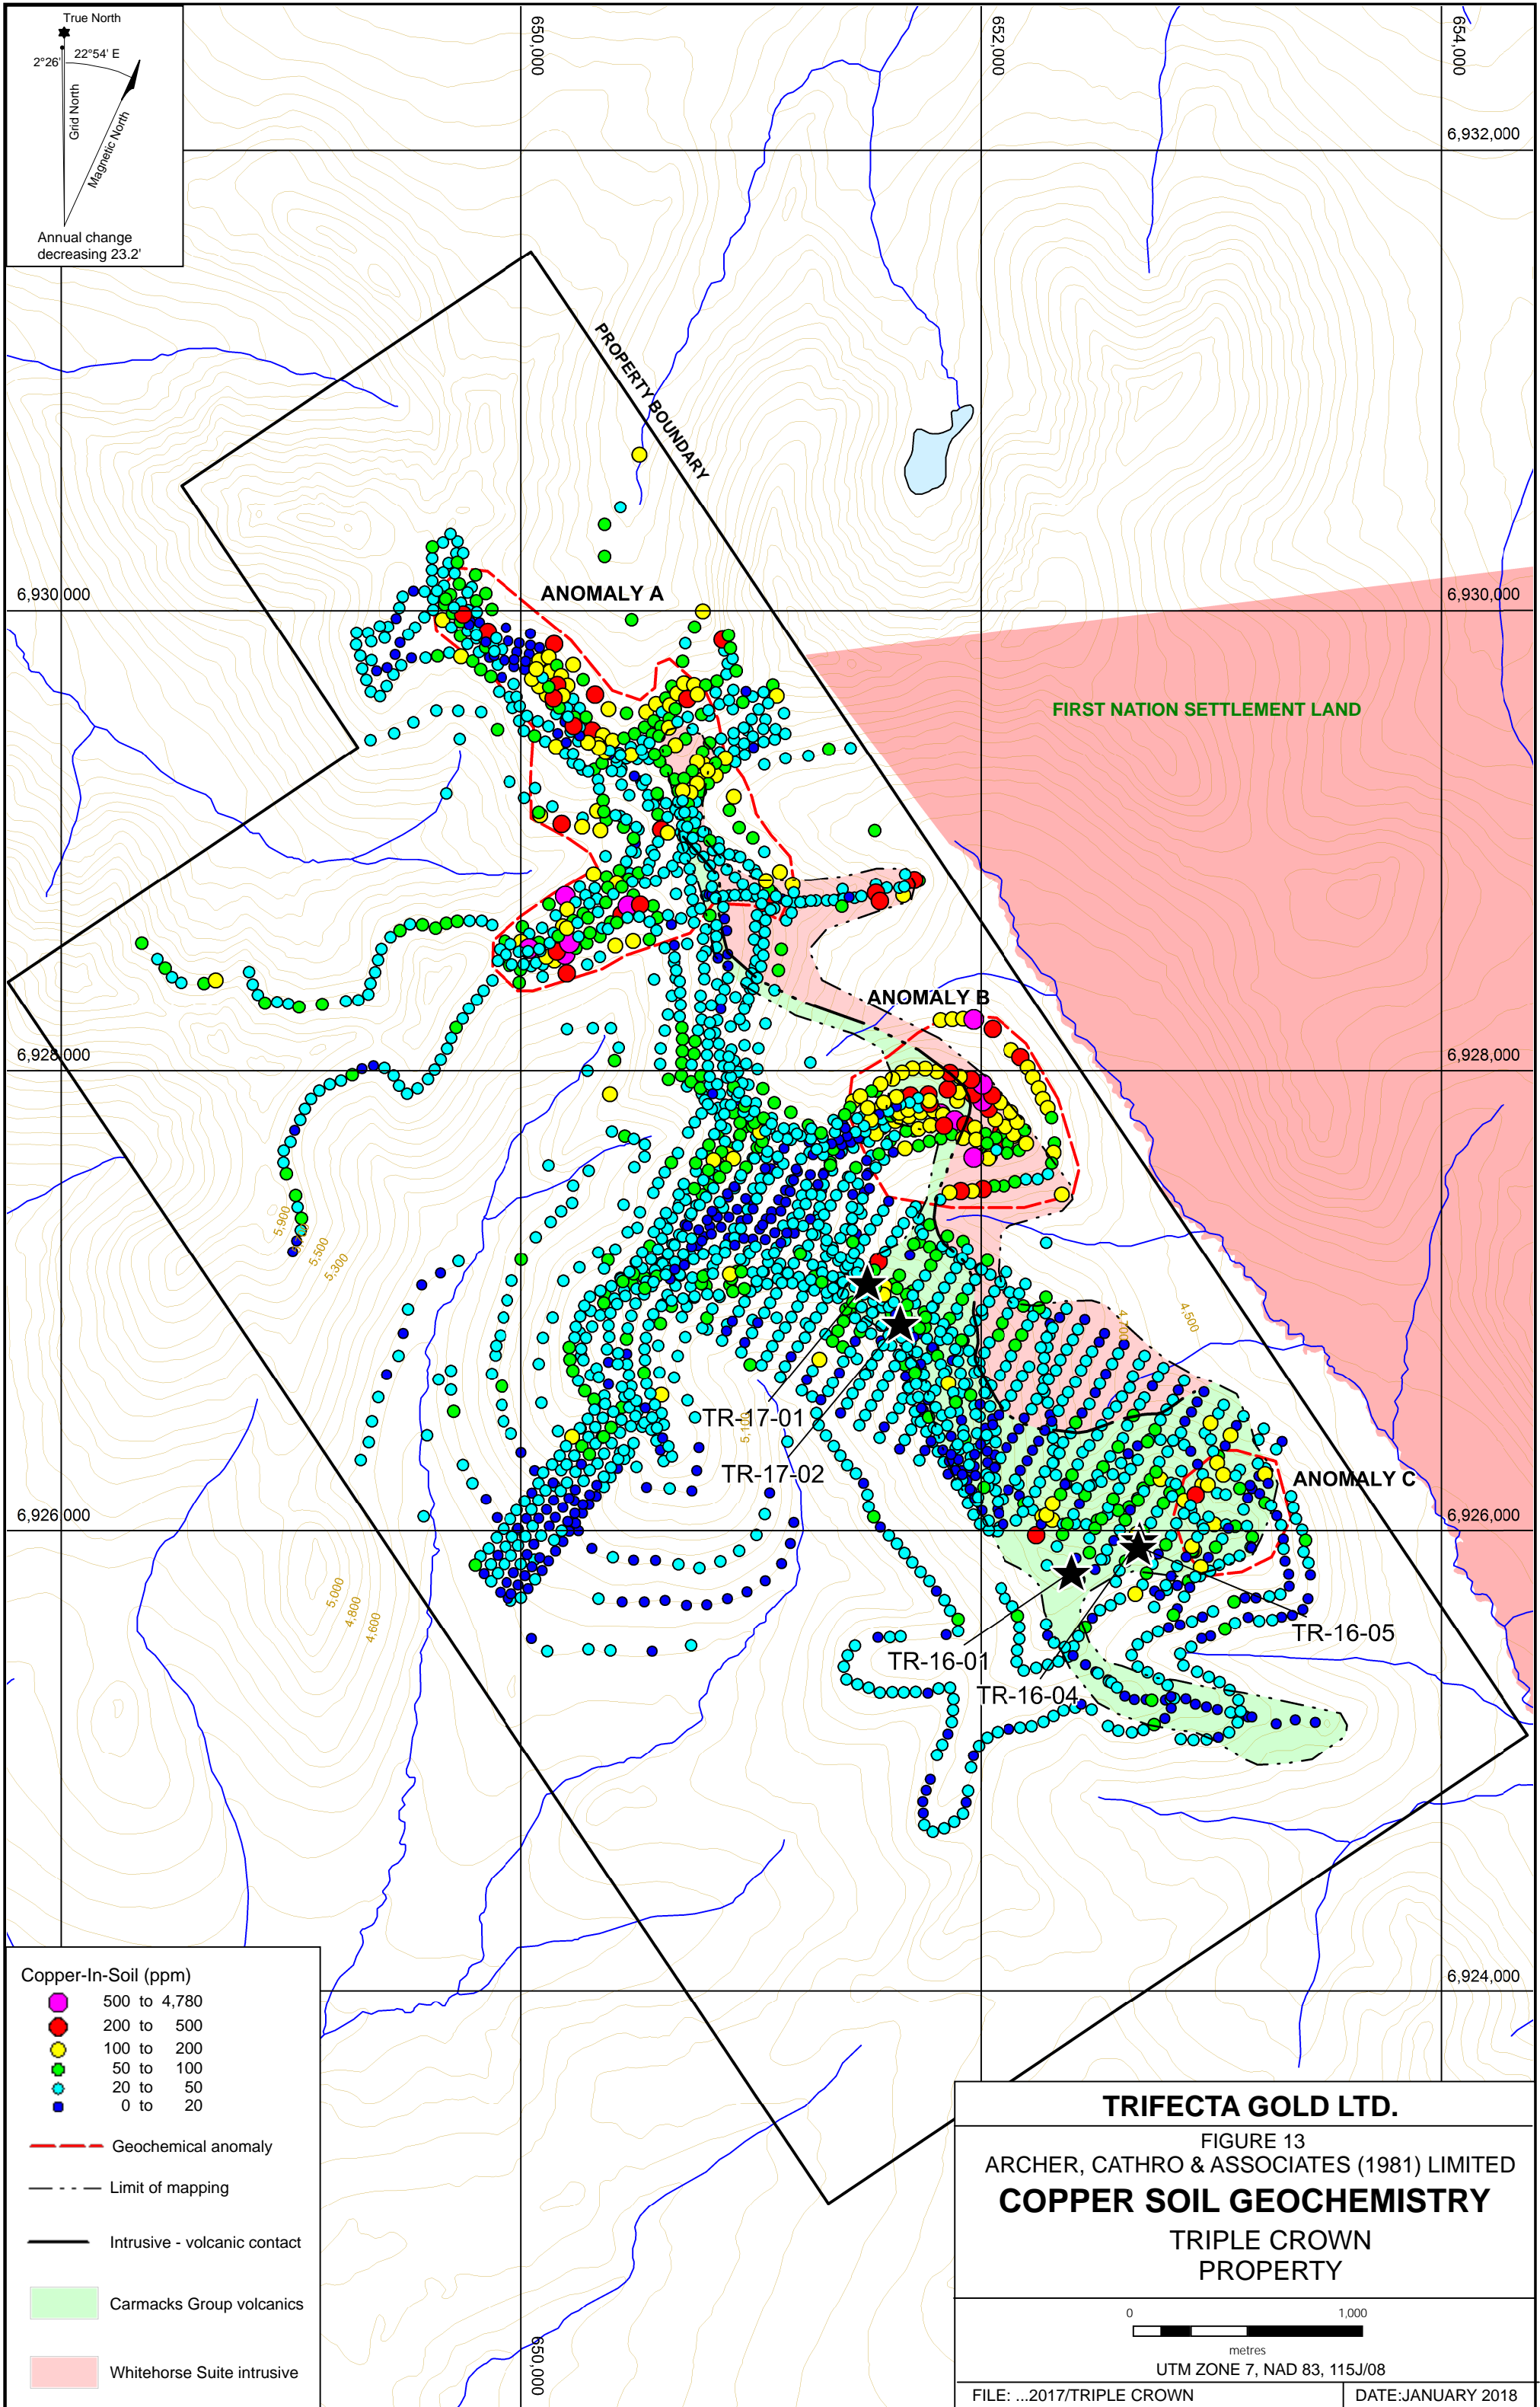 True North
2°26'
22°54' E
Grid North
Magnetic North
Annual change
decreasing 23.2'
650,000
652,000
654,000
6,932,000
PROPERTY BOUNDARY
ANOMALY A
6,930,000
6,930,000
FIRST NATION SETTLEMENT LAND
ANOMALY B
6,928,000
6,928,000
5,900
5,500
5,300
4,700
4,500
TR-17-01
5,100
TR-17-02
ANOMALY C
6,926,000
6,926,000
5,000
4,800
4,600
TR-16-05
TR-16-01
TR-16-04
6,924,000
650,000
Copper-In-Soil (ppm)
500 to 4,780
200 to 500
100 to 200
50 to 100
20 to 50
0 to 20
Geochemical anomaly
Limit of mapping
Intrusive - volcanic contact
Carmacks Group volcanics
Whitehorse Suite intrusive
TRIFECTA GOLD LTD.
FIGURE 13
ARCHER, CATHRO & ASSOCIATES (1981) LIMITED
COPPER SOIL GEOCHEMISTRY
TRIPLE CROWN
PROPERTY
0 1,000
metres
UTM ZONE 7, NAD 83, 115J/08
FILE: ...2017/TRIPLE CROWN DATE:JANUARY 2018